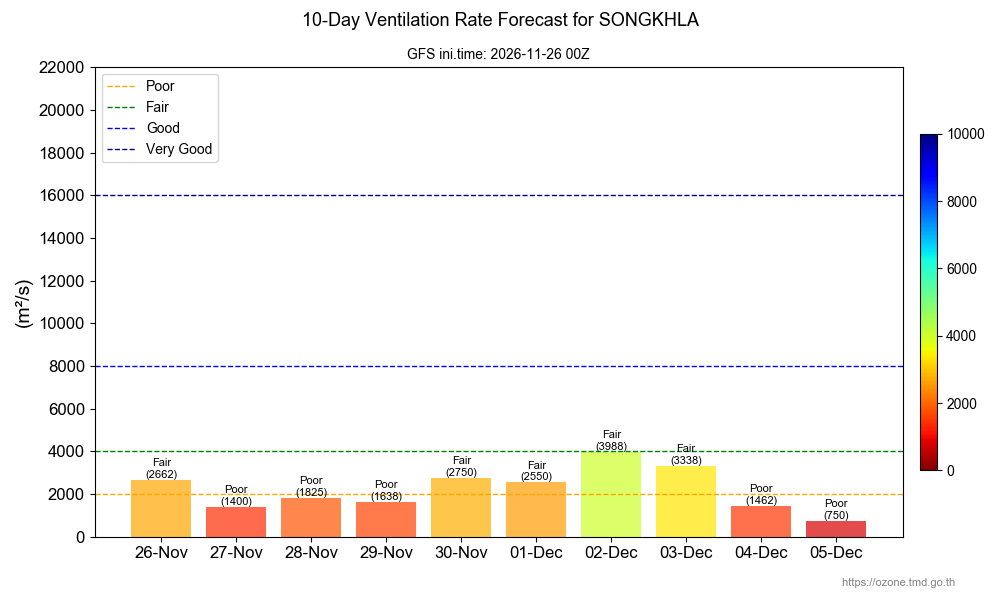 10-Day Ventilation Rate Forecast for SONGKHLA
GFS ini.time: 2026-11-26 00Z
Poor
Fair
Good
Very Good
(m²/s)
22000
20000
18000
16000
14000
12000
10000
8000
6000
4000
2000
0
Fair
(2662)
Poor
(1400)
Poor
(1825)
Poor
(1638)
Fair
(2750)
Fair
(2550)
Fair
(3988)
Fair
(3338)
Poor
(1462)
Poor
(750)
26-Nov 27-Nov 28-Nov 29-Nov 30-Nov 01-Dec 02-Dec 03-Dec 04-Dec 05-Dec
10000
8000
6000
4000
2000
0
https://ozone.tmd.go.th